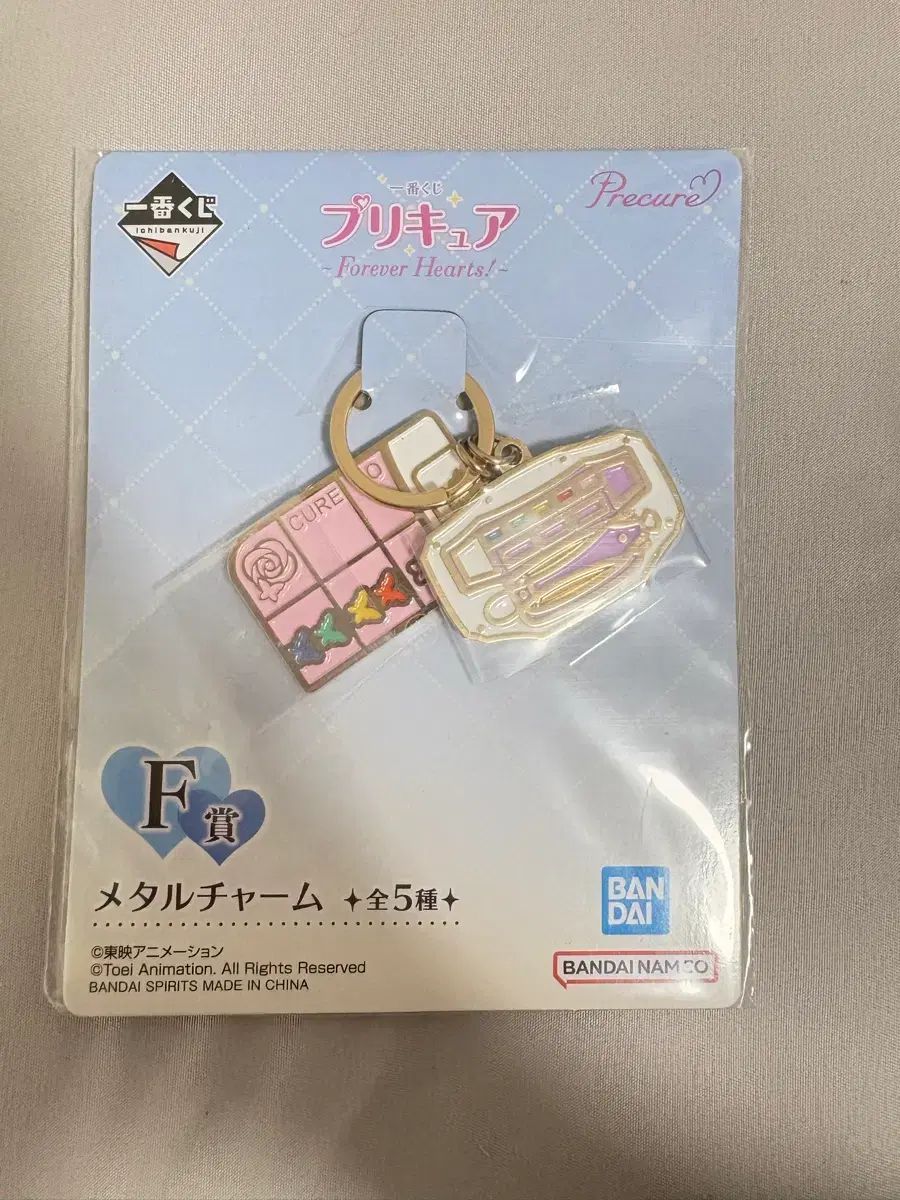 一番くじ
ichibankuji
一番くじ
プリキュア
~Forever Hearts!~
Precure
CURE
F賞
メタルチャーム 全5種
©東映アニメーション
©Toei Animation. All Rights Reserved
BANDAI SPIRITS MADE IN CHINA
BAN
DAI
BANDAI NAMCO